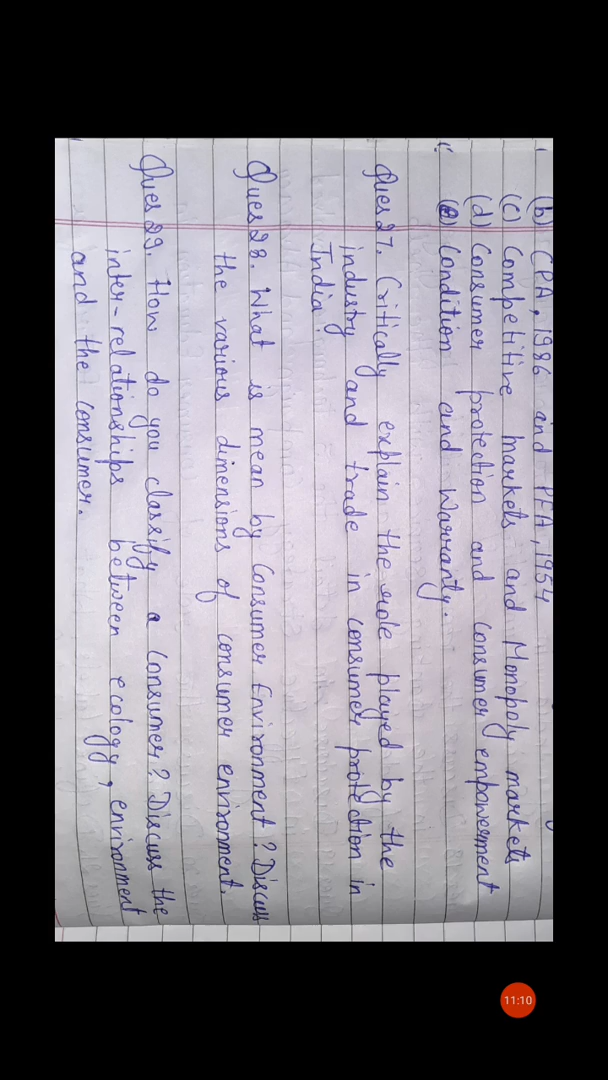 (b) CPA, 1986 and PFA, 1954
(c) Competitive markets and Monopoly markets
(d) Consumer protection and consumer empowerment
(e) Condition and Warranty.
Ques 27. Critically explain the role played by the
industry and trade in consumer protection in
India?
Ques 28. What is mean by Consumer Environment? Discuss
the various dimensions of consumer environment.
Ques 29. How do you classify a consumer? Discuss the
inter-relationships between ecology, environment
and the consumer.
11:10